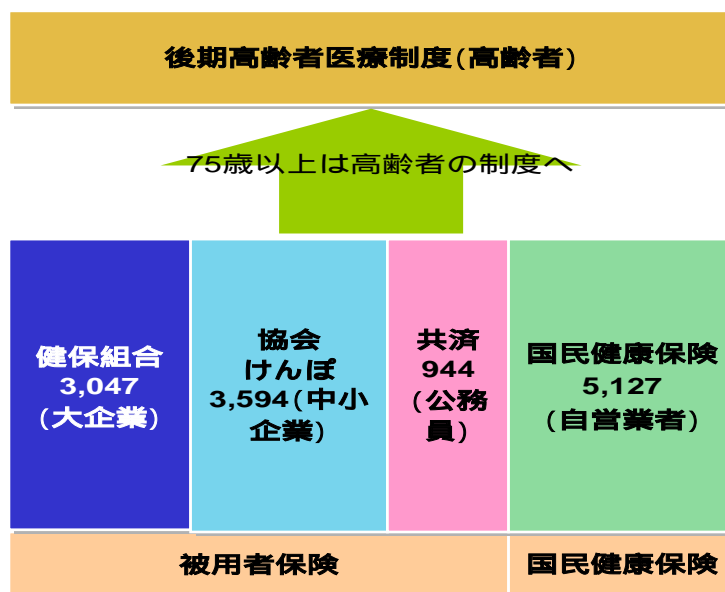 後期高齢者医療制度(高齢者)
75歳以上は高齢者の制度へ
健保組合
3,047
(大企業)
協会
けんぽ
3,594(中小
企業)
共済
944
(公務
員)
国民健康保険
5,127
(自営業者)
被用者保険
国民健康保険